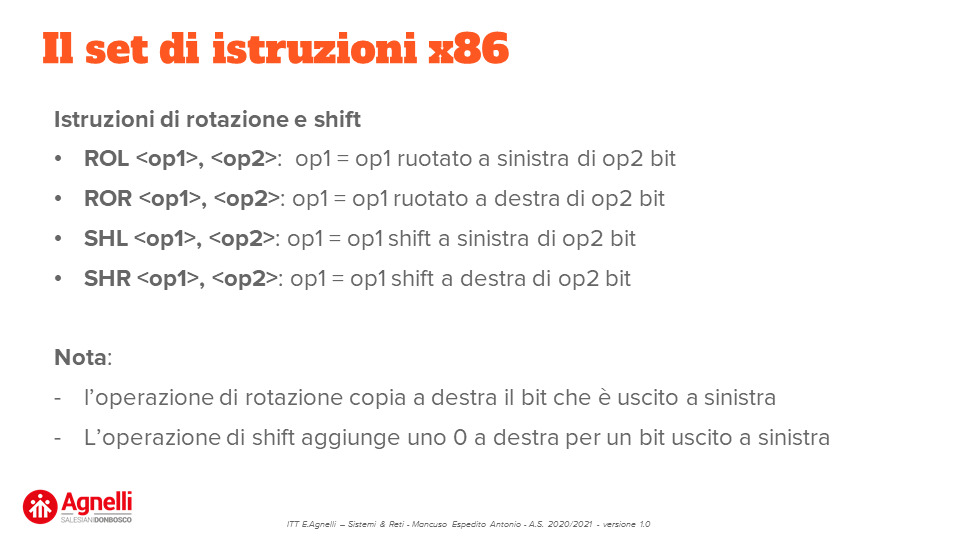 Il set di istruzioni x86
Istruzioni di rotazione e shift
• ROL <op1>, <op2>: op1 = op1 ruotato a sinistra di op2 bit
• ROR <op1>, <op2>: op1 = op1 ruotato a destra di op2 bit
• SHL <op1>, <op2>: op1 = op1 shift a sinistra di op2 bit
• SHR <op1>, <op2>: op1 = op1 shift a destra di op2 bit
Nota:
- l’operazione di rotazione copia a destra il bit che è uscito a sinistra
- L’operazione di shift aggiunge uno 0 a destra per un bit uscito a sinistra
Agnelli
SALESIANIDONBOSCO
ITT E.Agnelli – Sistemi & Reti - Mancuso Espedito Antonio - A.S. 2020/2021 - versione 1.0